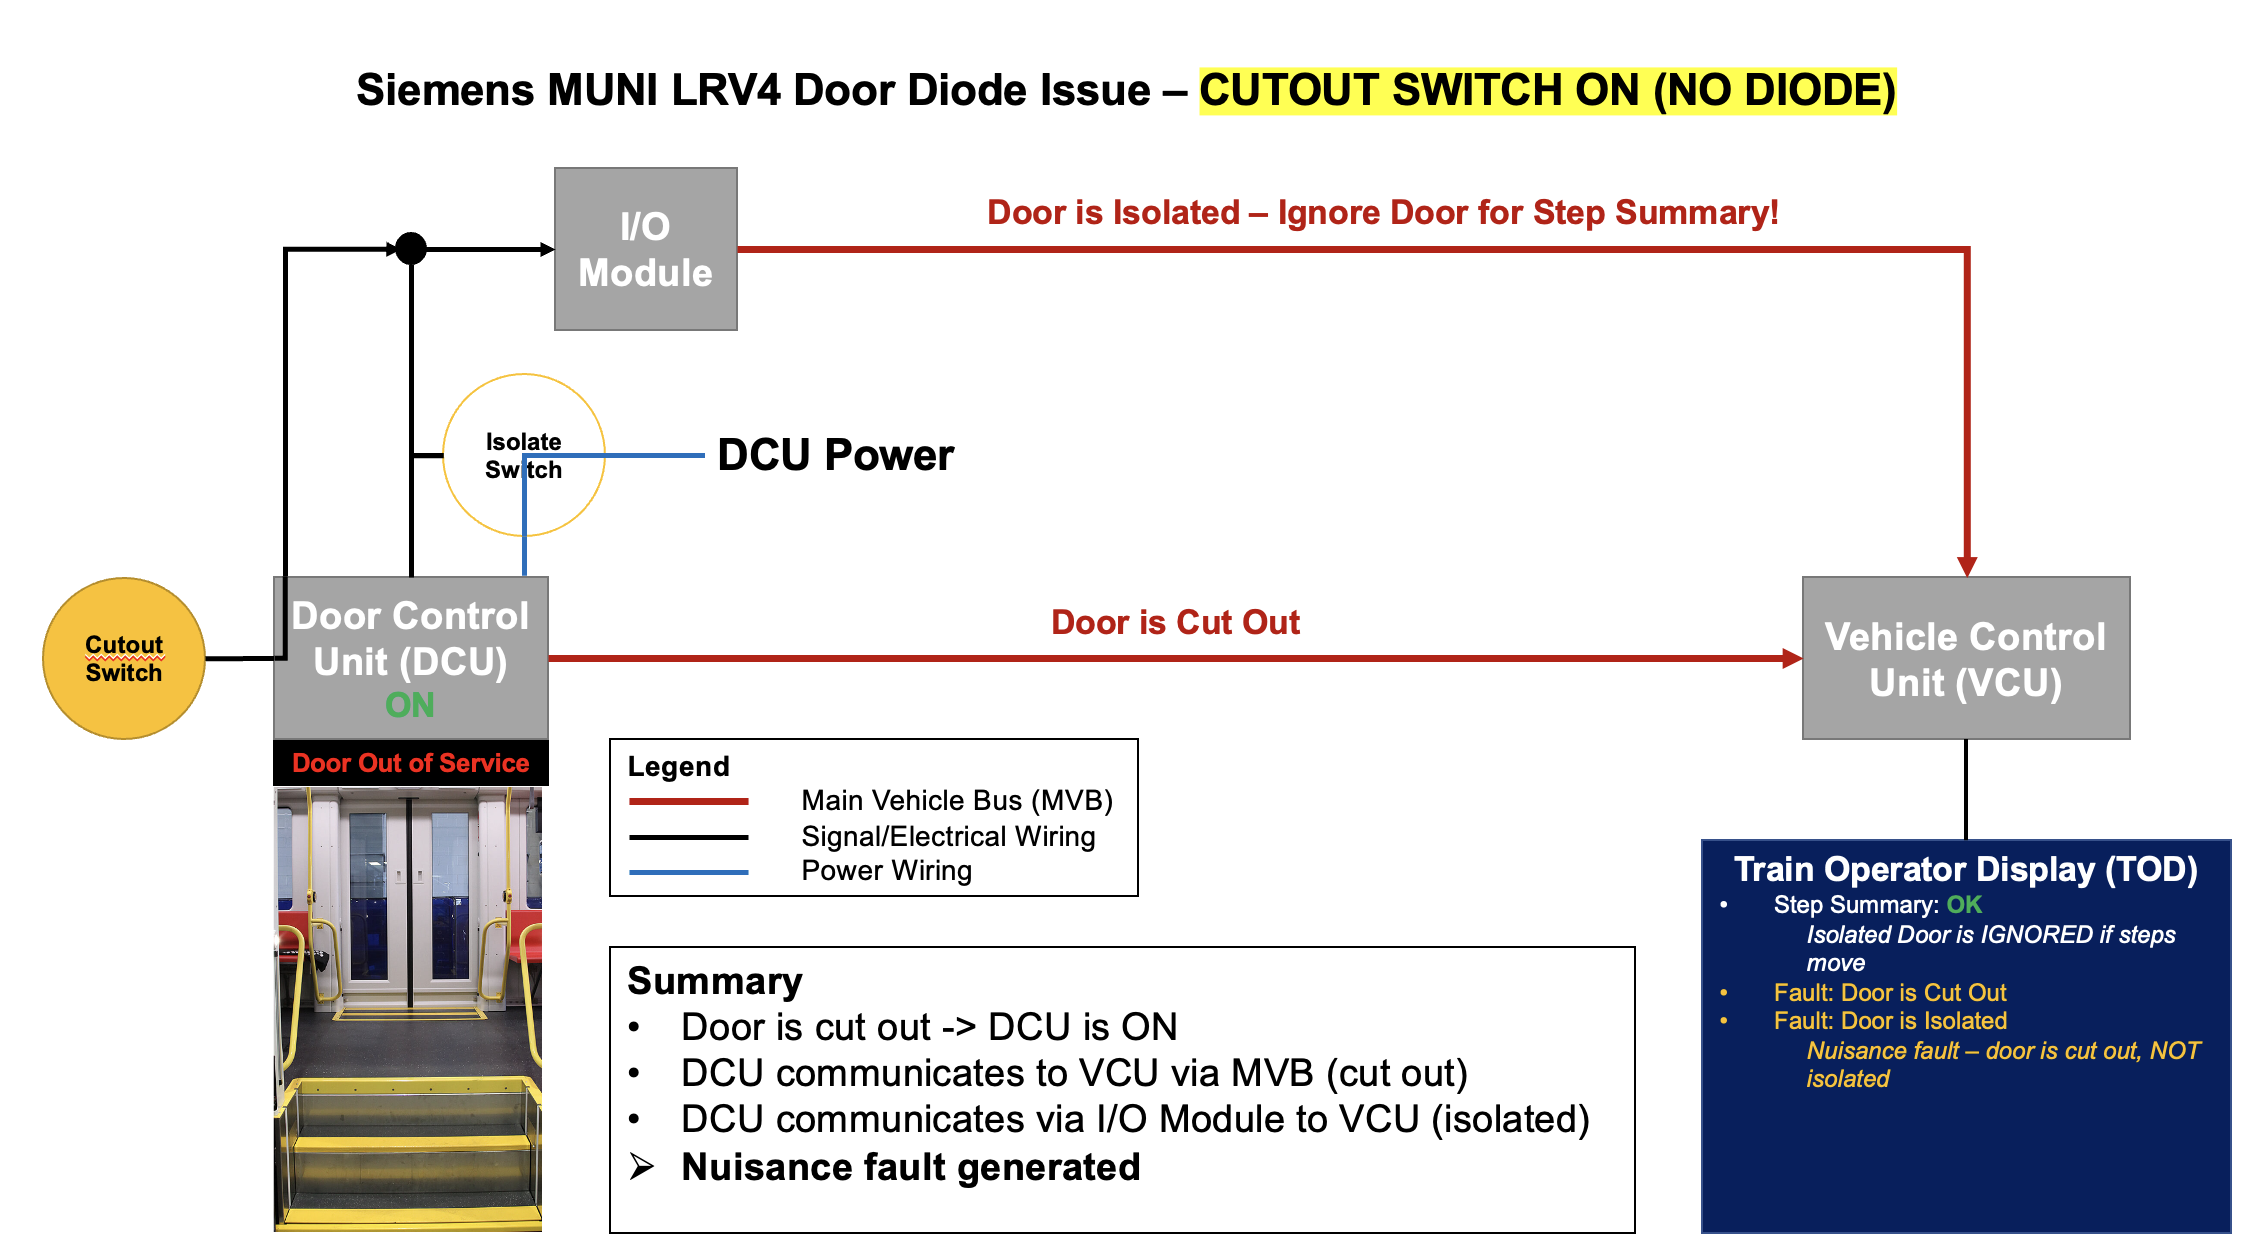 Siemens MUNI LRV4 Door Diode Issue – CUTOUT SWITCH ON (NO DIODE)
I/O
Module
Door is Isolated – Ignore Door for Step Summary!
Isolate
Switch
DCU Power
Cutout
Switch
Door Control
Unit (DCU)
ON
Door is Cut Out
Vehicle Control
Unit (VCU)
Door Out of Service
Legend
Main Vehicle Bus (MVB)
Signal/Electrical Wiring
Power Wiring
Summary
• Door is cut out -> DCU is ON
• DCU communicates to VCU via MVB (cut out)
• DCU communicates via I/O Module to VCU (isolated)
➢ Nuisance fault generated
Train Operator Display (TOD)
• Step Summary: OK
Isolated Door is IGNORED if steps
move
• Fault: Door is Cut Out
• Fault: Door is Isolated
Nuisance fault – door is cut out, NOT
isolated